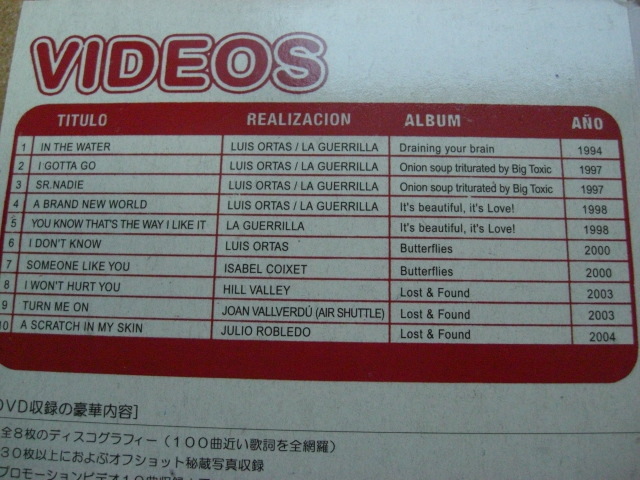 VIDEOS
TITULO REALIZACION ALBUM AÑO
1 IN THE WATER LUIS ORTAS / LA GUERRILLA Draining your brain 1994
2 I GOTTA GO LUIS ORTAS / LA GUERRILLA Onion soup triturated by Big Toxic 1997
3 SR.NADIE LUIS ORTAS / LA GUERRILLA Onion soup triturated by Big Toxic 1997
4 A BRAND NEW WORLD LUIS ORTAS / LA GUERRILLA It's beautiful, it's Love! 1998
5 YOU KNOW THAT'S THE WAY I LIKE IT LA GUERRILLA It's beautiful, it's Love! 1998
6 I DON'T KNOW LUIS ORTAS Butterflies 2000
7 SOMEONE LIKE YOU ISABEL COIXET Butterflies 2000
8 I WON'T HURT YOU HILL VALLEY Lost & Found 2003
9 TURN ME ON JOAN VALLVERDÚ (AIR SHUTTLE) Lost & Found 2003
10 A SCRATCH IN MY SKIN JULIO ROBLEDO Lost & Found 2004
DVD収録の豪華内容]
全8枚のディスコグラフィー(100曲近い歌詞を全網羅)
30枚以上におよぶオフショット秘蔵写真収録
プロモーションビデオ10曲収録